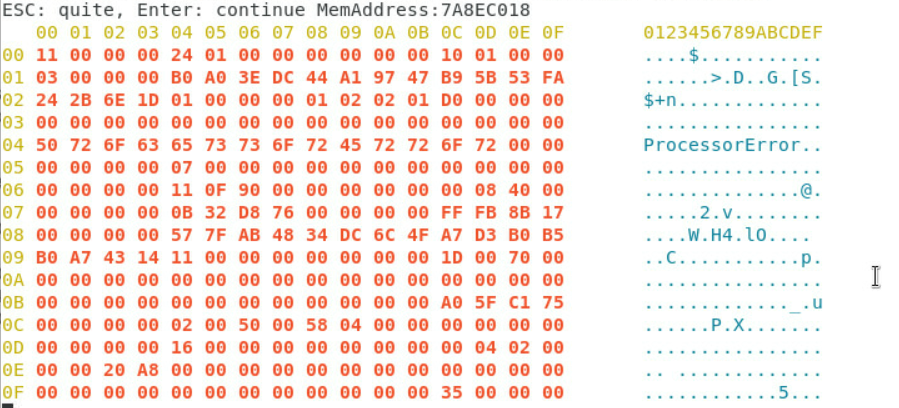 ESC: quite, Enter: continue MemAddress:7A8EC018
00 01 02 03 04 05 06 07 08 09 0A 0B 0C 0D 0E 0F 0123456789ABCDEF
00 11 00 00 00 24 01 00 00 00 00 00 00 10 01 00 00 ....$...........
01 03 00 00 00 B0 A0 3E DC 44 A1 97 47 B9 5B 53 FA ......>.D..G.[S.
02 24 2B 6E 1D 01 00 00 00 01 02 02 01 D0 00 00 00 $+n.............
03 00 00 00 00 00 00 00 00 00 00 00 00 00 00 00 00 ................
04 50 72 6F 63 65 73 73 6F 72 45 72 72 6F 72 00 00 ProcessorError..
05 00 00 00 00 07 00 00 00 00 00 00 00 00 00 00 00 ................
06 00 00 00 00 11 0F 90 00 00 00 00 00 00 08 40 00 ..............@.
07 00 00 00 00 0B 32 D8 76 00 00 00 00 FF FB 8B 17 .....2.v........
08 00 00 00 00 57 7F AB 48 34 DC 6C 4F A7 D3 B0 B5 ....W.H4.lO....
09 B0 A7 43 14 11 00 00 00 00 00 00 00 1D 00 70 00 ..C...........p.
0A 00 00 00 00 00 00 00 00 00 00 00 00 00 00 00 00 ................
0B 00 00 00 00 00 00 00 00 00 00 00 00 A0 5F C1 75 ............._.u
0C 00 00 00 00 02 00 50 00 58 04 00 00 00 00 00 00 ......P.X.......
0D 00 00 00 00 16 00 00 00 00 00 00 00 00 04 02 00 ................
0E 00 00 20 A8 00 00 00 00 00 00 00 00 00 00 00 00 .. .............
0F 00 00 00 00 00 00 00 00 00 00 00 00 35 00 00 00 ............5...